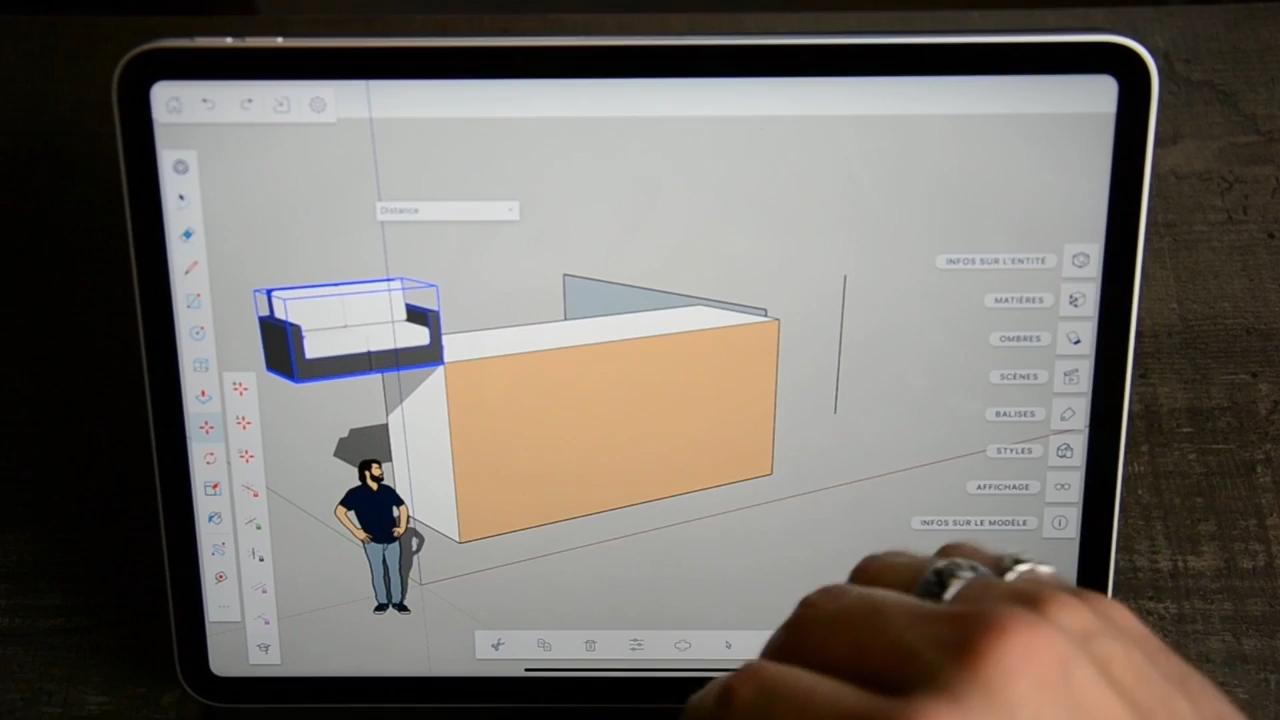 Distance
INFOS SUR L'ENTITÉ
MATIÈRES
OMBRES
SCÈNES
BALISES
STYLES
AFFICHAGE
INFOS SUR LE MODÈLE